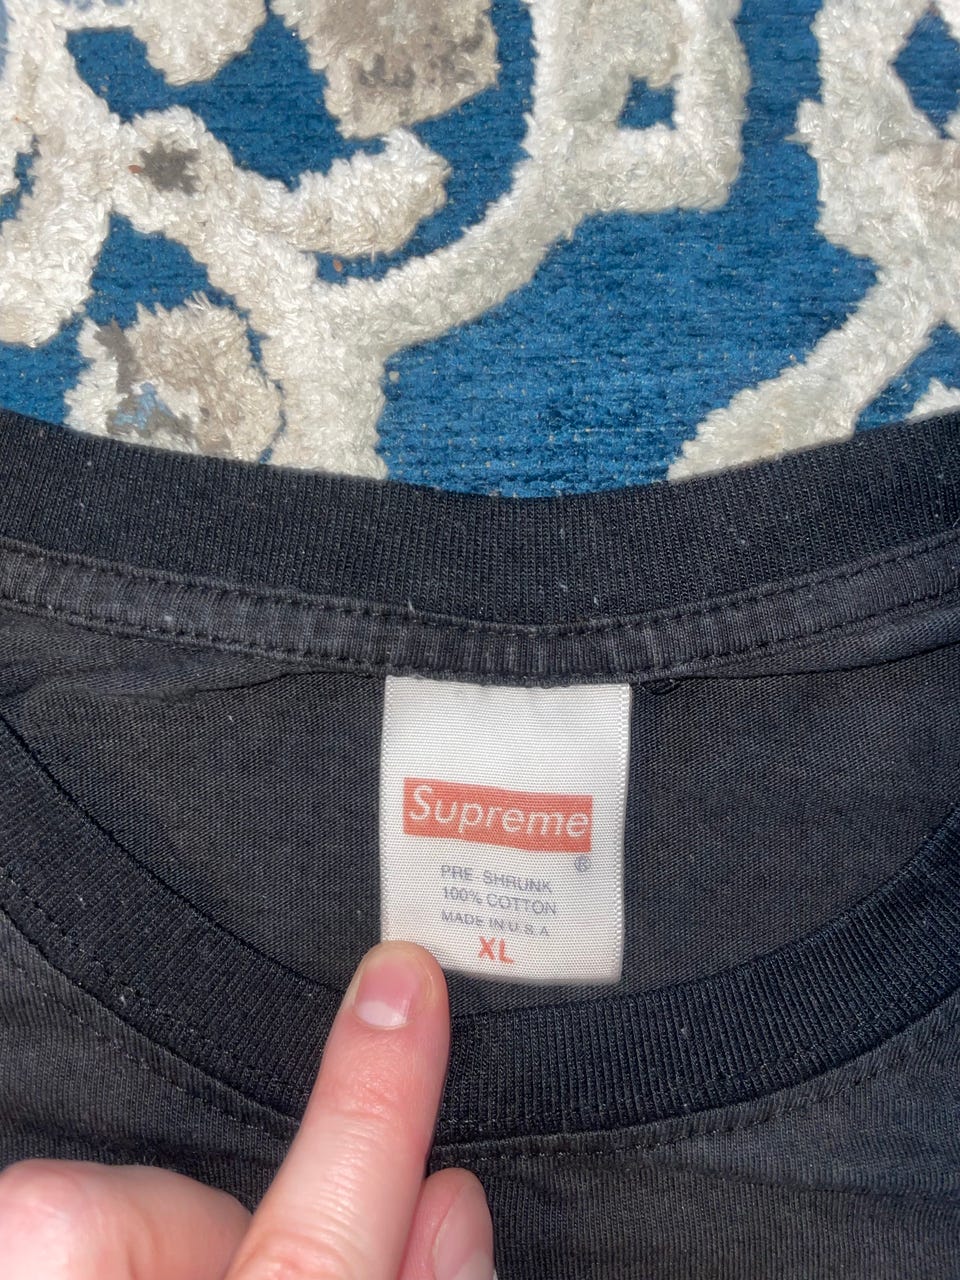 Supreme
®
PRE SHRUNK
100% COTTON
MADE IN U.S.A
XL